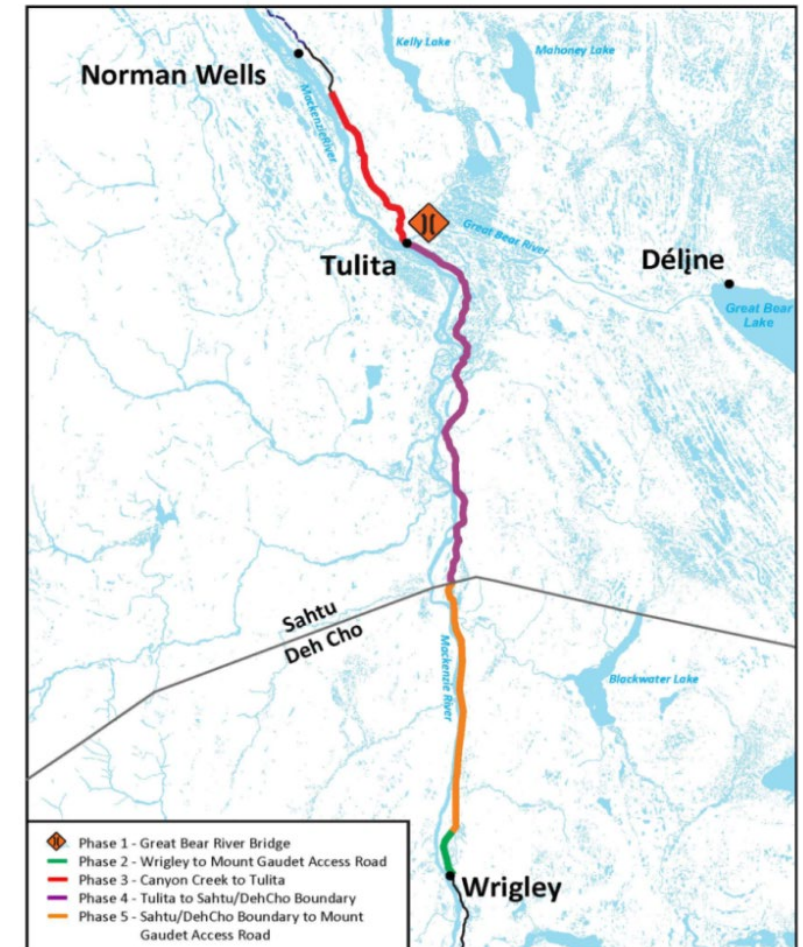 Kelly Lake
Mahoney Lake
Norman Wells
Mackenzie River
Great Bear River
Tulita
Délįne
Great Bear
Lake
Sahtu
Deh Cho
Mackenzie River
Blackwater Lake
Phase 1 - Great Bear River Bridge
Phase 2 - Wrigley to Mount Gaudet Access Road
Phase 3 - Canyon Creek to Tulita
Phase 4 - Tulita to Sahtu/DehCho Boundary
Phase 5 - Sahtu/DehCho Boundary to Mount
Gaudet Access Road
Wrigley